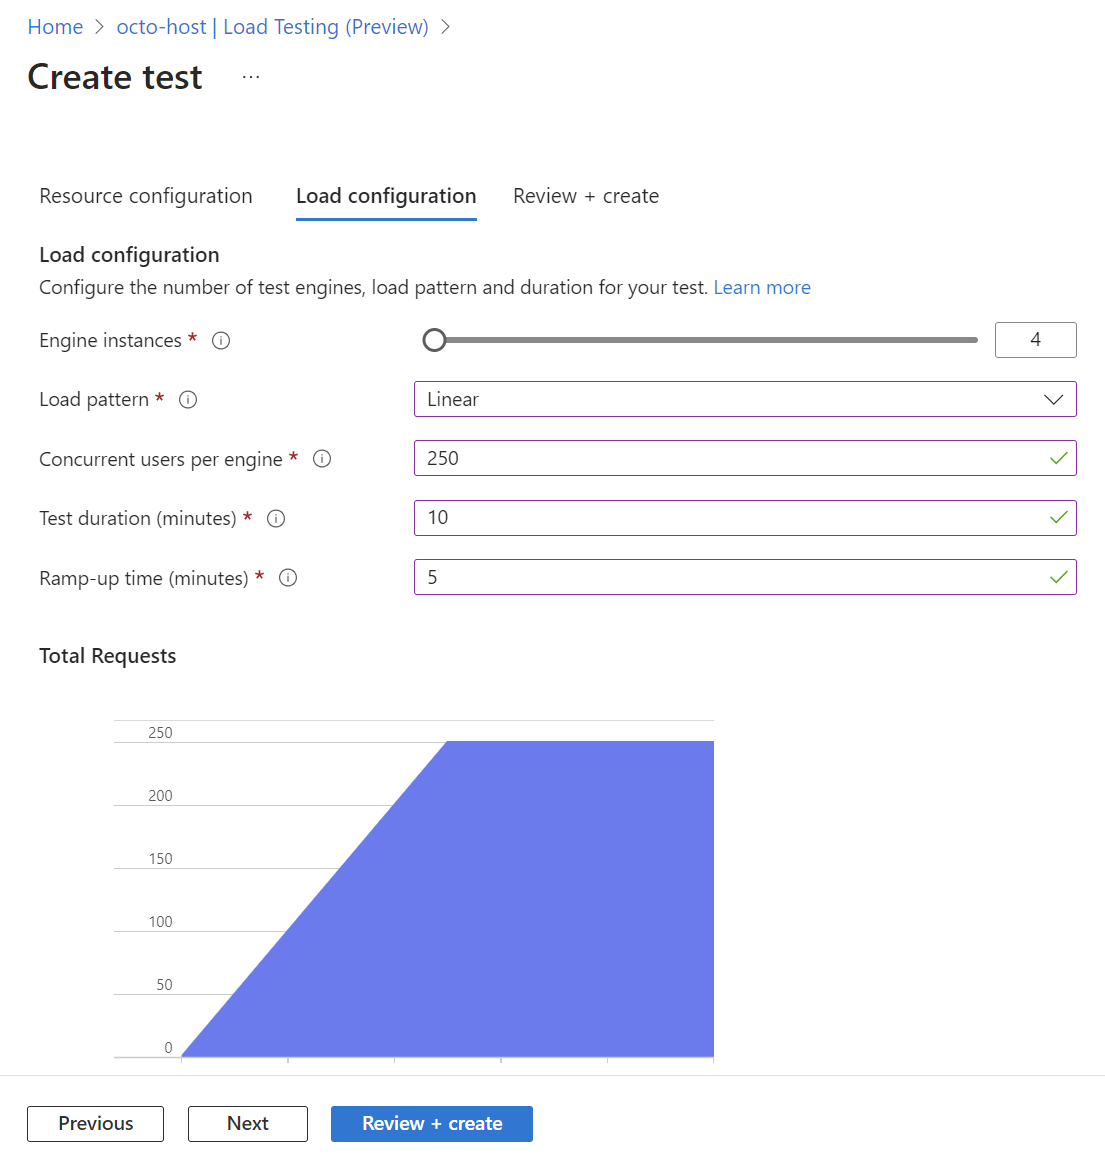 Home > octo-host | Load Testing (Preview) >
Create test ...
Resource configuration Load configuration Review + create
Load configuration
Configure the number of test engines, load pattern and duration for your test. Learn more
Engine instances * 4
Load pattern * Linear
Concurrent users per engine * 250
Test duration (minutes) * 10
Ramp-up time (minutes) * 5
Total Requests
250
200
150
100
50
0
Previous Next Review + create